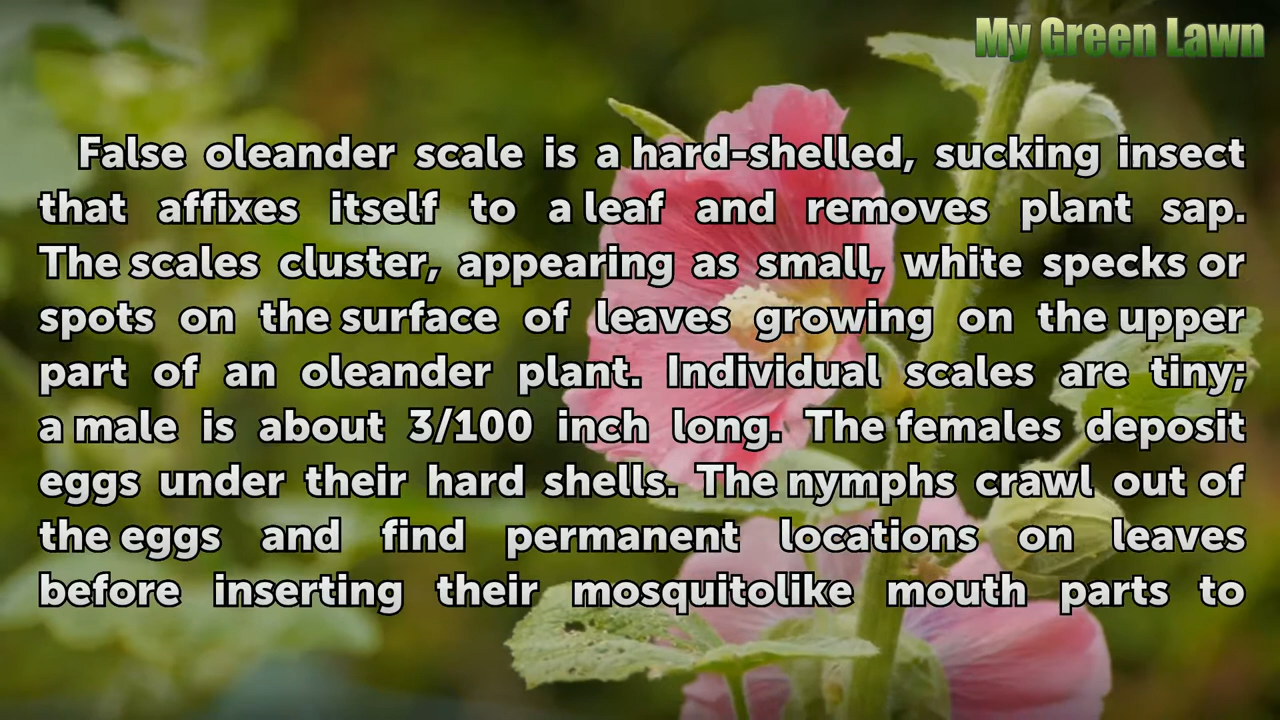 My Green Lawn
False oleander scale is a hard-shelled, sucking insect
that affixes itself to a leaf and removes plant sap.
The scales cluster, appearing as small, white specks or
spots on the surface of leaves growing on the upper
part of an oleander plant. Individual scales are tiny;
a male is about 3/100 inch long. The females deposit
eggs under their hard shells. The nymphs crawl out of
the eggs and find permanent locations on leaves
before inserting their mosquitolike mouth parts to